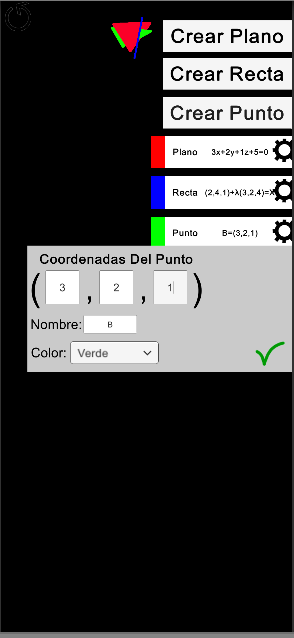 Crear Plano
Crear Recta
Crear Punto
Plano 3x+2y+1z+5=0
Recta (2,4,1)+λ(3,2,4)=X
Punto B=(3,2,1)
Coordenadas Del Punto
(3,2,1)
Nombre: B
Color: Verde